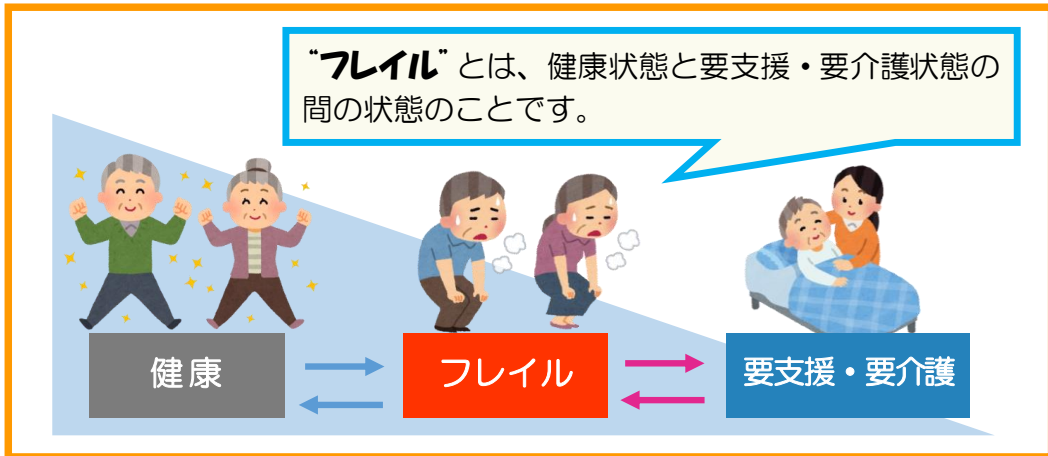 “フレイル”とは、健康状態と要支援・要介護状態の
間の状態のことです。
健康
フレイル
要支援・要介護